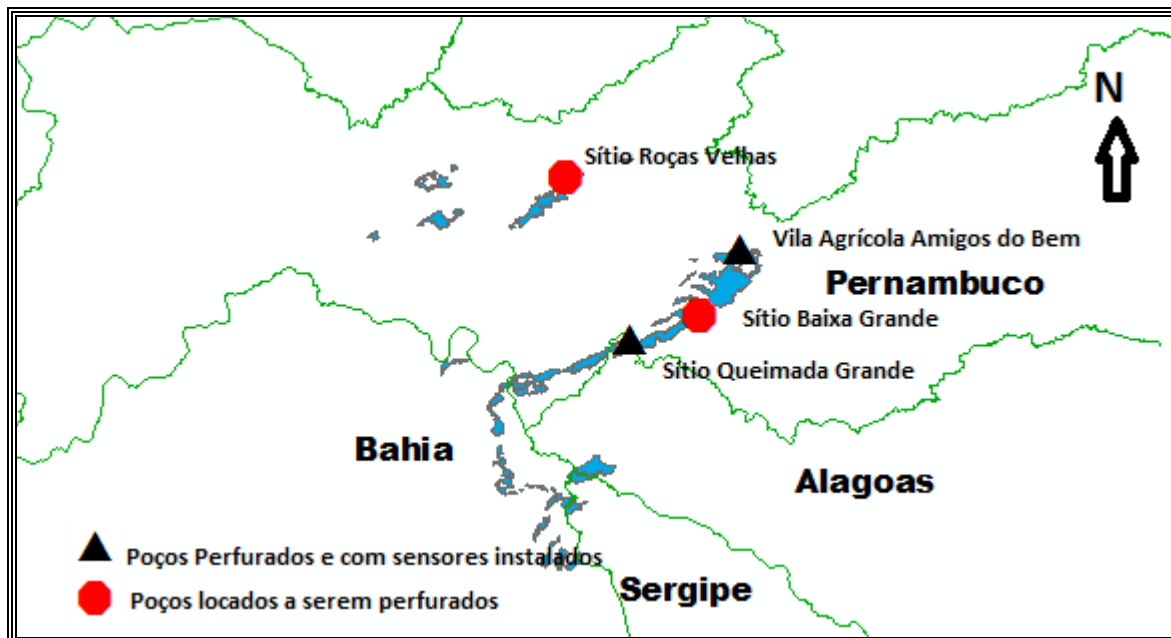 N
Sítio Roças Velhas
Vila Agrícola Amigos do Bem
Pernambuco
Sítio Baixa Grande
Sítio Queimada Grande
Bahia
Alagoas
Poços Perfurados e com sensores instalados
Sergipe
Poços locados a serem perfurados